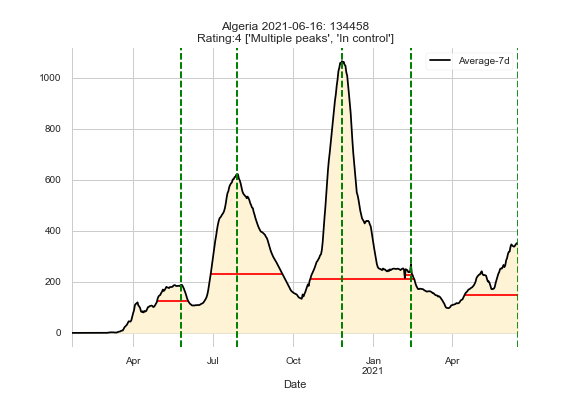 Algeria 2021-06-16: 134458
Rating:4 ['Multiple peaks', 'In control']
Average-7d
1000
800
600
400
200
0
Apr
Jul
Oct
Jan
2021
Apr
Date